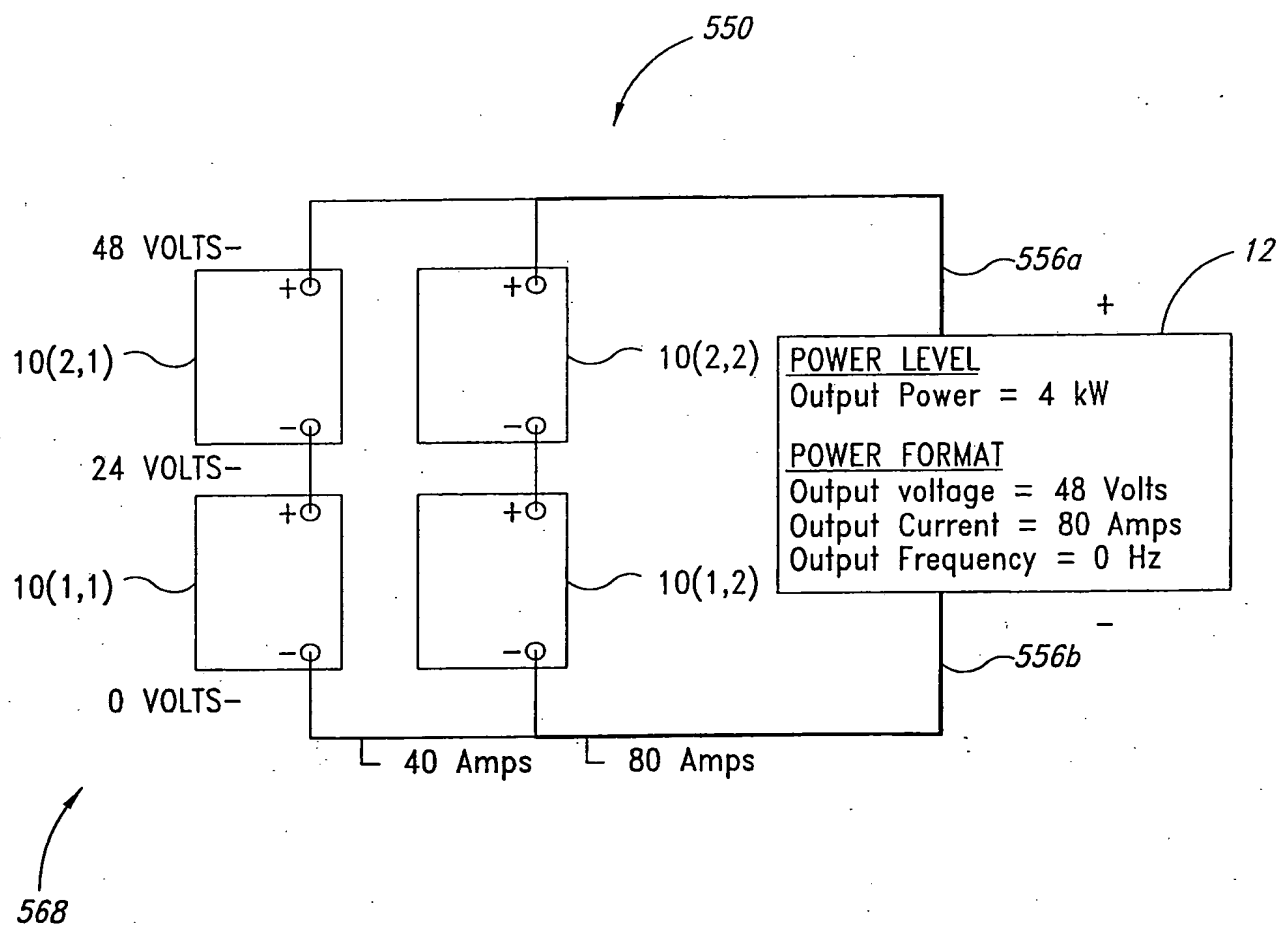 550
48 VOLTS-
556a
12
+
+
+
10(2,1)
10(2,2)
POWER LEVEL
Output Power = 4 kW
-
-
24 VOLTS-
POWER FORMAT
Output voltage = 48 Volts
+
+
Output Current = 80 Amps
Output Frequency = 0 Hz
10(1,1)
10(1,2)
-
-
-
556b
0 VOLTS-
40 Amps
80 Amps
568